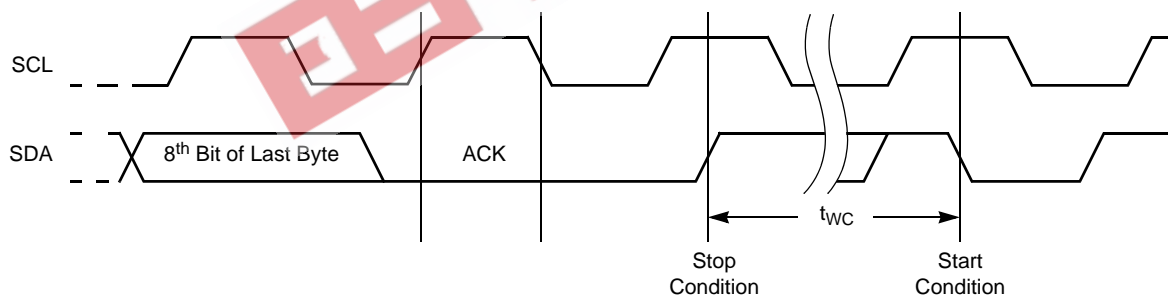 SCL
SDA
8th Bit of Last Byte
ACK
tWC
Stop
Condition
Start
Condition